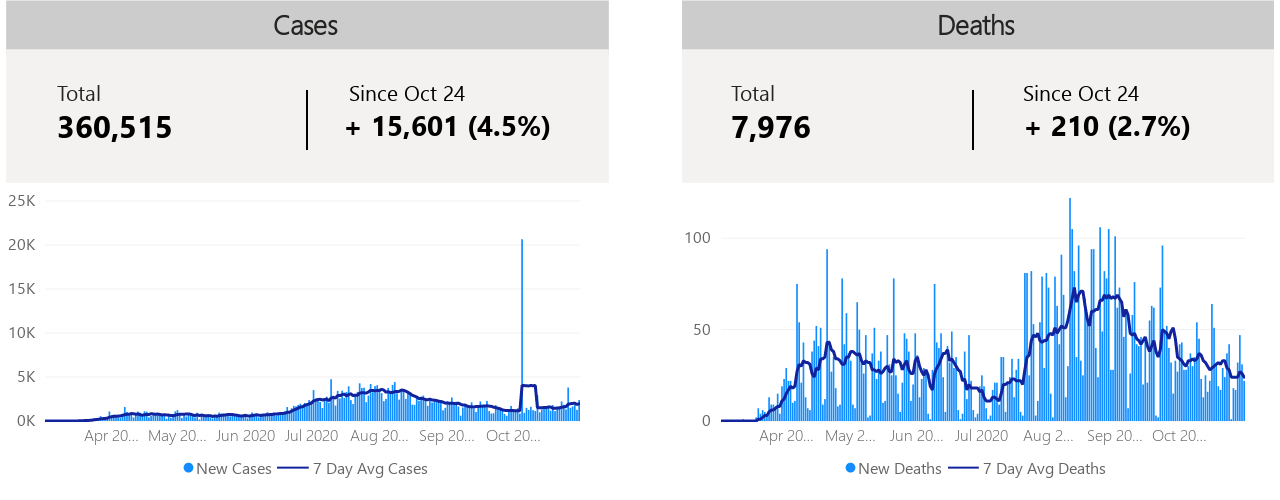 Cases
Total
360,515
Since Oct 24
+ 15,601 (4.5%)
25K
20K
15K
10K
5K
0K
Apr 20...
May 20...
Jun 2020
Jul 2020
Aug 20...
Sep 20...
Oct 20...
New Cases
7 Day Avg Cases
Deaths
Total
7,976
Since Oct 24
+ 210 (2.7%)
100
50
0
Apr 20...
May 2...
Jun 20...
Jul 2020
Aug 2...
Sep 20...
Oct 20...
New Deaths
7 Day Avg Deaths